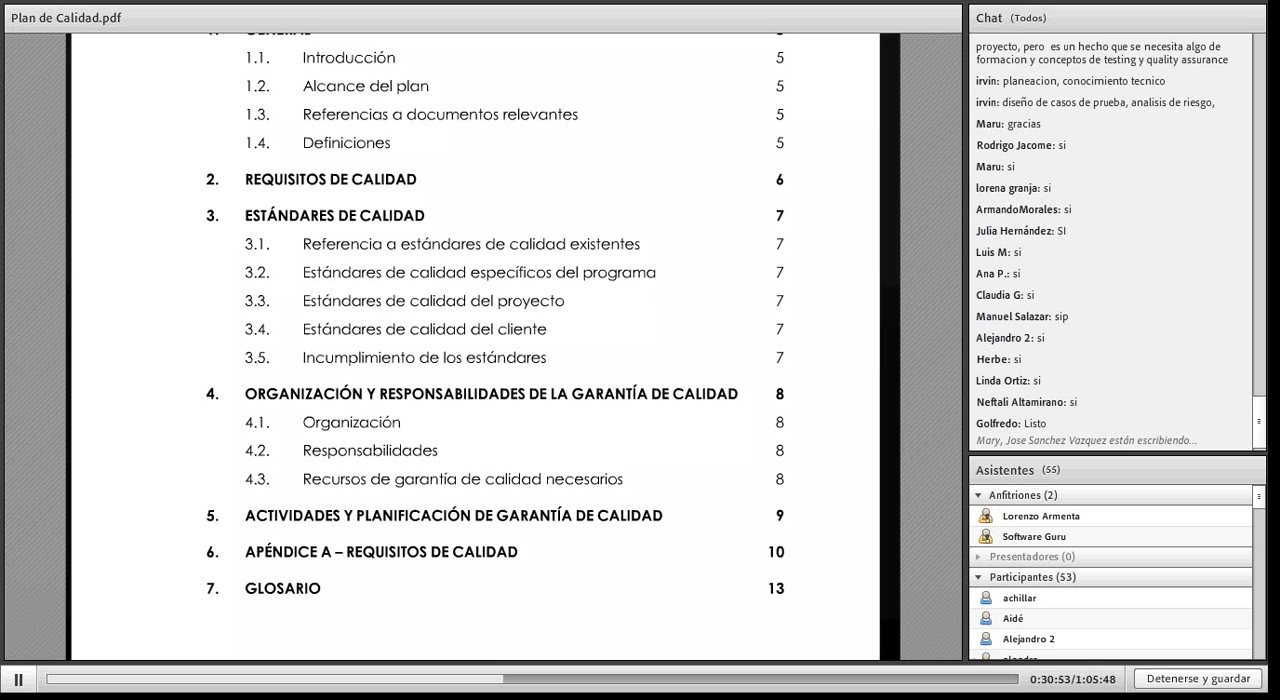 Plan de Calidad.pdf
1.1. Introducción 5
1.2. Alcance del plan 5
1.3. Referencias a documentos relevantes 5
1.4. Definiciones 5
2. REQUISITOS DE CALIDAD 6
3. ESTÁNDARES DE CALIDAD 7
3.1. Referencia a estándares de calidad existentes 7
3.2. Estándares de calidad específicos del programa 7
3.3. Estándares de calidad del proyecto 7
3.4. Estándares de calidad del cliente 7
3.5. Incumplimiento de los estándares 7
4. ORGANIZACIÓN Y RESPONSABILIDADES DE LA GARANTÍA DE CALIDAD 8
4.1. Organización 8
4.2. Responsabilidades 8
4.3. Recursos de garantía de calidad necesarios 8
5. ACTIVIDADES Y PLANIFICACIÓN DE GARANTÍA DE CALIDAD 9
6. APÉNDICE A – REQUISITOS DE CALIDAD 10
7. GLOSARIO 13
Chat (Todos)
proyecto, pero es un hecho que se necesita algo de
formacion y conceptos de testing y quality assurance
irvin: planeacion, conocimiento tecnico
irvin: diseño de casos de prueba, analisis de riesgo,
Maru: gracias
Rodrigo Jacome: si
Maru: si
lorena granja: si
ArmandoMorales: si
Julia Hernández: SI
Luis M: si
Ana P.: si
Claudia G: si
Manuel Salazar: sip
Alejandro 2: si
Herbe: si
Linda Ortiz: si
Neftali Altamirano: si
Golfredo: Listo
Mary, Jose Sanchez Vazquez están escribiendo...
Asistentes (55)
Anfitriones (2)
Lorenzo Armenta
Software Guru
Presentadores (0)
Participantes (53)
achillar
Aidé
Alejandro 2
0:30:53/1:05:48
Detenerse y guardar